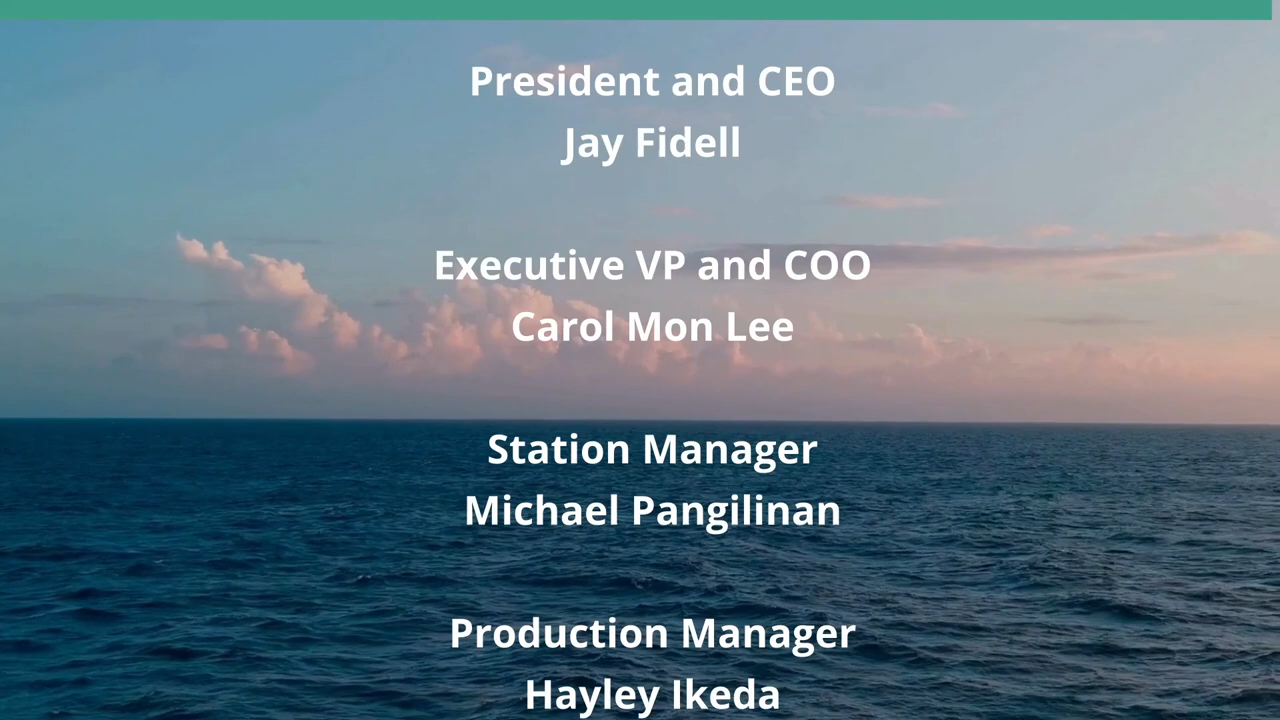 President and CEO
Jay Fidell
Executive VP and COO
Carol Mon Lee
Station Manager
Michael Pangilinan
Production Manager
Hayley Ikeda